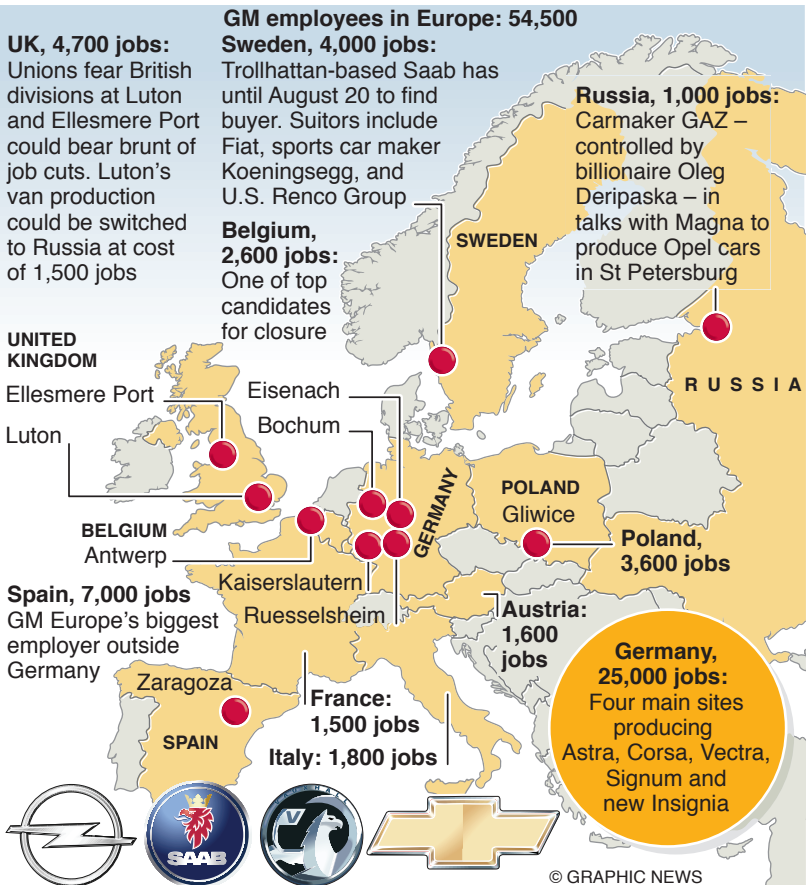 GM employees in Europe: 54,500
UK, 4,700 jobs:
Unions fear British
divisions at Luton
and Ellesmere Port
could bear brunt of
job cuts. Luton's
van production
could be switched
to Russia at cost
of 1,500 jobs
Sweden, 4,000 jobs:
Trollhattan-based Saab has
until August 20 to find
buyer. Suitors include
Fiat, sports car maker
Koeningsegg, and
U.S. Renco Group
Russia, 1,000 jobs:
Carmaker GAZ –
controlled by
billionaire Oleg
Deripaska – in
talks with Magna to
produce Opel cars
in St Petersburg
Belgium,
2,600 jobs:
One of top
candidates
for closure
SWEDEN
RUSSIA
UNITED
KINGDOM
Ellesmere Port
Luton
Eisenach
Bochum
GERMANY
POLAND
Gliwice
Poland,
3,600 jobs
BELGIUM
Antwerp
Kaiserslautern
Ruesselsheim
Spain, 7,000 jobs
GM Europe's biggest
employer outside
Germany
Zaragoza
SPAIN
France:
1,500 jobs
Italy: 1,800 jobs
Austria:
1,600
jobs
Germany,
25,000 jobs:
Four main sites
producing
Astra, Corsa, Vectra,
Signum and
new Insignia
SAAB
VAUXHALL
V
© GRAPHIC NEWS